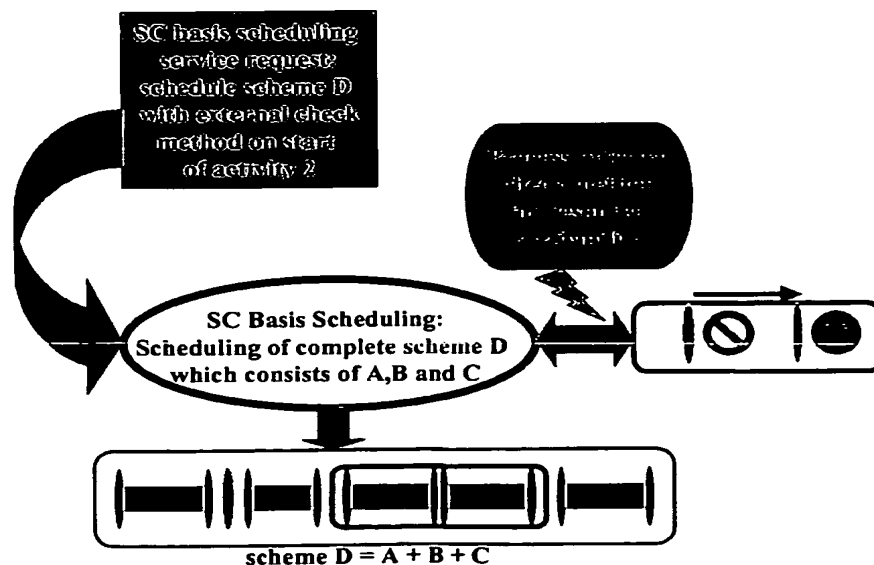 SC basis scheduling
service request:
schedule scheme D
with external check
method on start
of activity 2
SC Basis Scheduling:
Scheduling of complete scheme D
which consists of A,B and C
scheme D = A + B + C